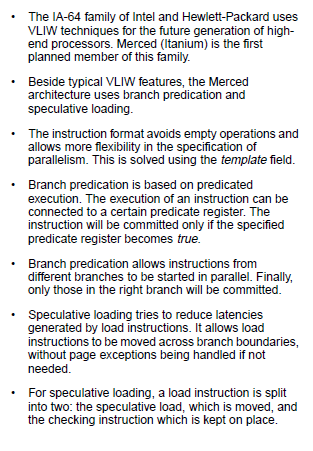 • The IA-64 family of Intel and Hewlett-Packard uses
VLIW techniques for the future generation of high-
end processors. Merced (Itanium) is the first
planned member of this family.
• Beside typical VLIW features, the Merced
architecture uses branch predication and
speculative loading.
• The instruction format avoids empty operations and
allows more flexibility in the specification of
parallelism. This is solved using the template field.
• Branch predication is based on predicated
execution. The execution of an instruction can be
connected to a certain predicate register. The
instruction will be committed only if the specified
predicate register becomes true.
• Branch predication allows instructions from
different branches to be started in parallel. Finally,
only those in the right branch will be committed.
• Speculative loading tries to reduce latencies
generated by load instructions. It allows load
instructions to be moved across branch boundaries,
without page exceptions being handled if not
needed.
• For speculative loading, a load instruction is split
into two: the speculative load, which is moved, and
the checking instruction which is kept on place.